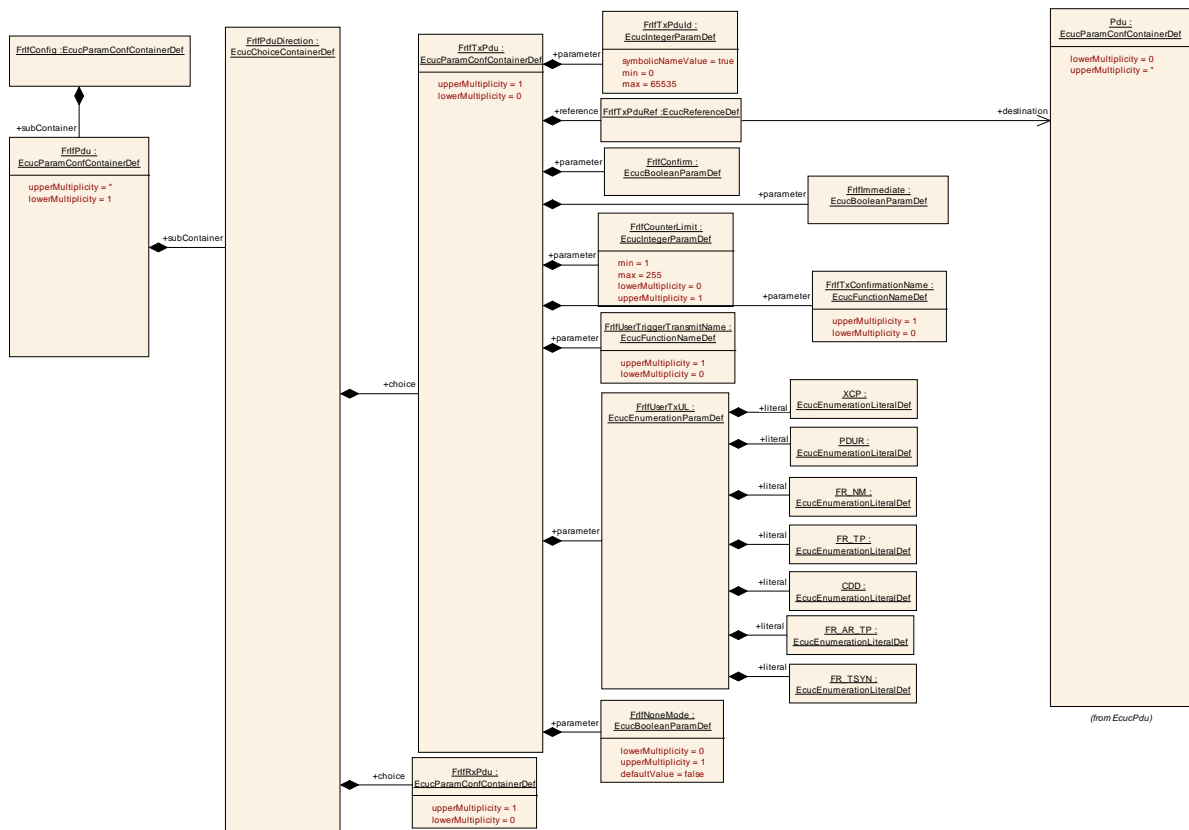 FrIfConfig :EcucParamConfContainerDef
+subContainer
FrIfPdu :
EcucParamConfContainerDef
upperMultiplicity = *
lowerMultiplicity = 1
+subContainer
FrIfPduDirection :
EcucChoiceContainerDef
+choice
+choice
FrIfTxPdu :
EcucParamConfContainerDef
upperMultiplicity = 1
lowerMultiplicity = 0
FrIfRxPdu :
EcucParamConfContainerDef
upperMultiplicity = 1
lowerMultiplicity = 0
+parameter
FrIfTxPduId :
EcucIntegerParamDef
symbolicNameValue = true
min = 0
max = 65535
+reference
FrIfTxPduRef :EcucReferenceDef
+destination
Pdu :
EcucParamConfContainerDef
lowerMultiplicity = 0
upperMultiplicity = *
(from EcucPdu)
+parameter
FrIfConfirm :
EcucBooleanParamDef
+parameter
FrIfImmediate :
EcucBooleanParamDef
+parameter
FrIfCounterLimit :
EcucIntegerParamDef
min = 1
max = 255
lowerMultiplicity = 0
upperMultiplicity = 1
+parameter
FrIfTxConfirmationName :
EcucFunctionNameDef
upperMultiplicity = 1
lowerMultiplicity = 0
+parameter
FrIfUserTriggerTransmitName :
EcucFunctionNameDef
upperMultiplicity = 1
lowerMultiplicity = 0
+parameter
FrIfUserTxUL :
EcucEnumerationParamDef
+literal
XCP :
EcucEnumerationLiteralDef
+literal
PDUR :
EcucEnumerationLiteralDef
+literal
FR_NM :
EcucEnumerationLiteralDef
+literal
FR_TP :
EcucEnumerationLiteralDef
+literal
CDD :
EcucEnumerationLiteralDef
+literal
FR_AR_TP :
EcucEnumerationLiteralDef
+literal
FR_TSYN :
EcucEnumerationLiteralDef
+parameter
FrIfNoneMode :
EcucBooleanParamDef
lowerMultiplicity = 0
upperMultiplicity = 1
defaultValue = false